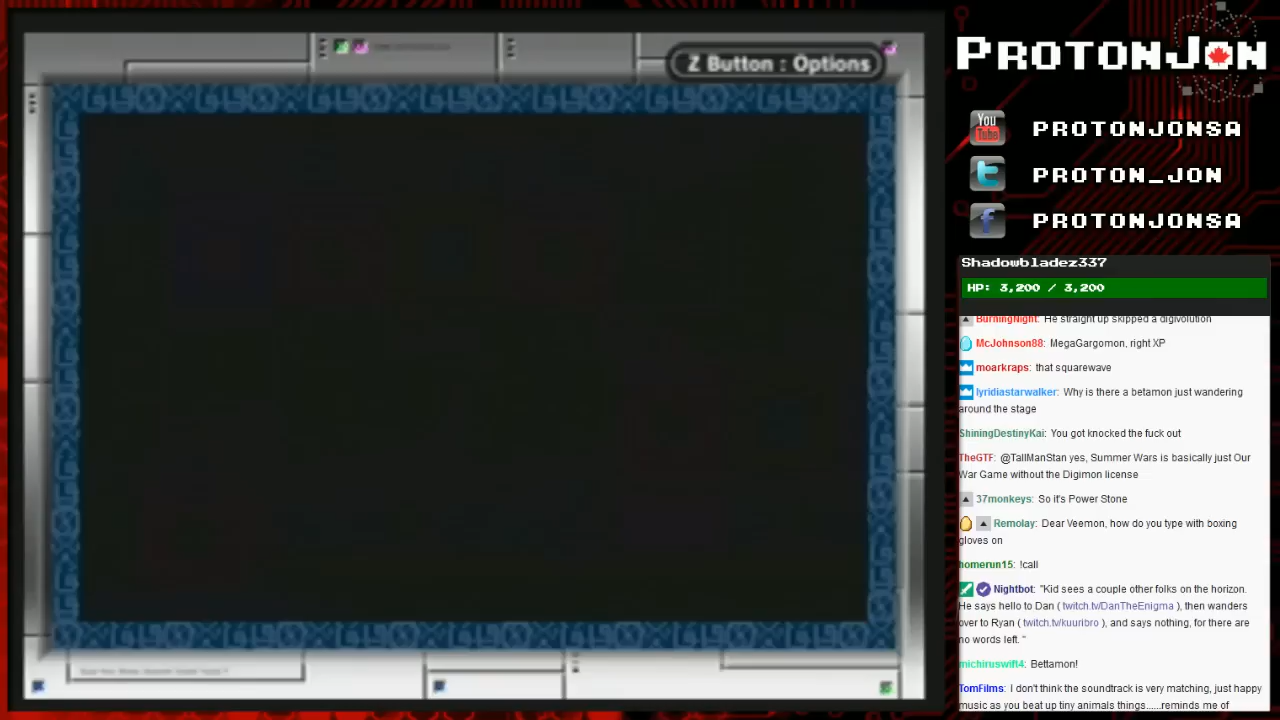 Z Button : Options
PROTONJON
You Tube PROTONJONSA
PROTON_JON
PROTONJONSA
Shadowbladez337
HP: 3,200 / 3,200
BurningNight: He straight up skipped a digivolution
McJohnson88: MegaGargomon, right XP
moarkraps: that squarewave
lyridiastarwalker: Why is there a betamon just wandering
around the stage
ShiningDestinyKai: You got knocked the fuck out
TheGTF: @TallManStan yes, Summer Wars is basically just Our
War Game without the Digimon license
37monkeys: So it's Power Stone
Remolay: Dear Veemon, how do you type with boxing
gloves on
homerun15: !call
Nightbot: "Kid sees a couple other folks on the horizon.
He says hello to Dan ( twitch.tv/DanTheEnigma ), then wanders
over to Ryan ( twitch.tv/kuuribro ), and says nothing, for there are
no words left. "
michiruswift4: Bettamon!
TomFilms: I don't think the soundtrack is very matching, just happy
music as you beat up tiny animals things......reminds me of